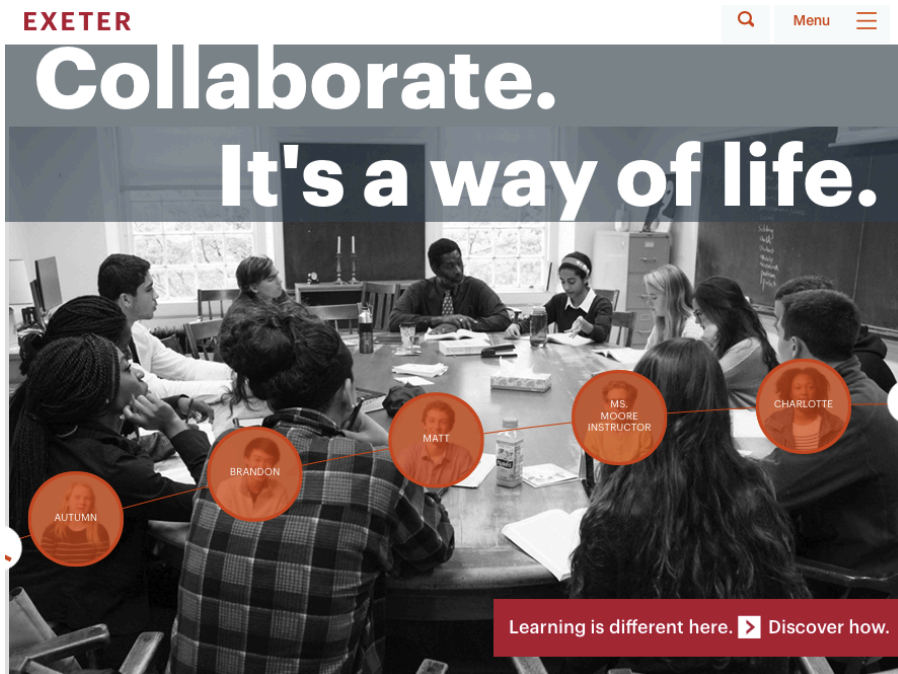 EXETER
Menu
Collaborate.
It's a way of life.
AUTUMN
BRANDON
MATT
MS.
MOORE
INSTRUCTOR
CHARLOTTE
Learning is different here. Discover how.